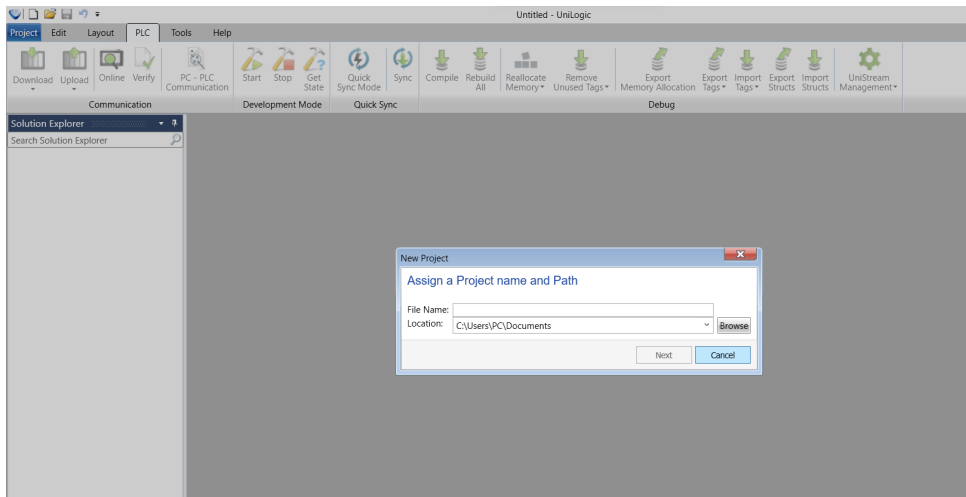 Untitled - UniLogic
Project Edit Layout PLC Tools Help
Download Upload Online Verify PC - PLC Communication Start Stop Get State Quick Sync Mode Sync Compile Rebuild All Reallocate Memory Remove Unused Tags Export Memory Allocation Export Tags Import Tags Export Structs Import Structs UniStream Management
Communication Development Mode Quick Sync Debug
Solution Explorer
Search Solution Explorer
New Project
Assign a Project name and Path
File Name:
Location: C:\Users\PC\Documents Browse
Next Cancel